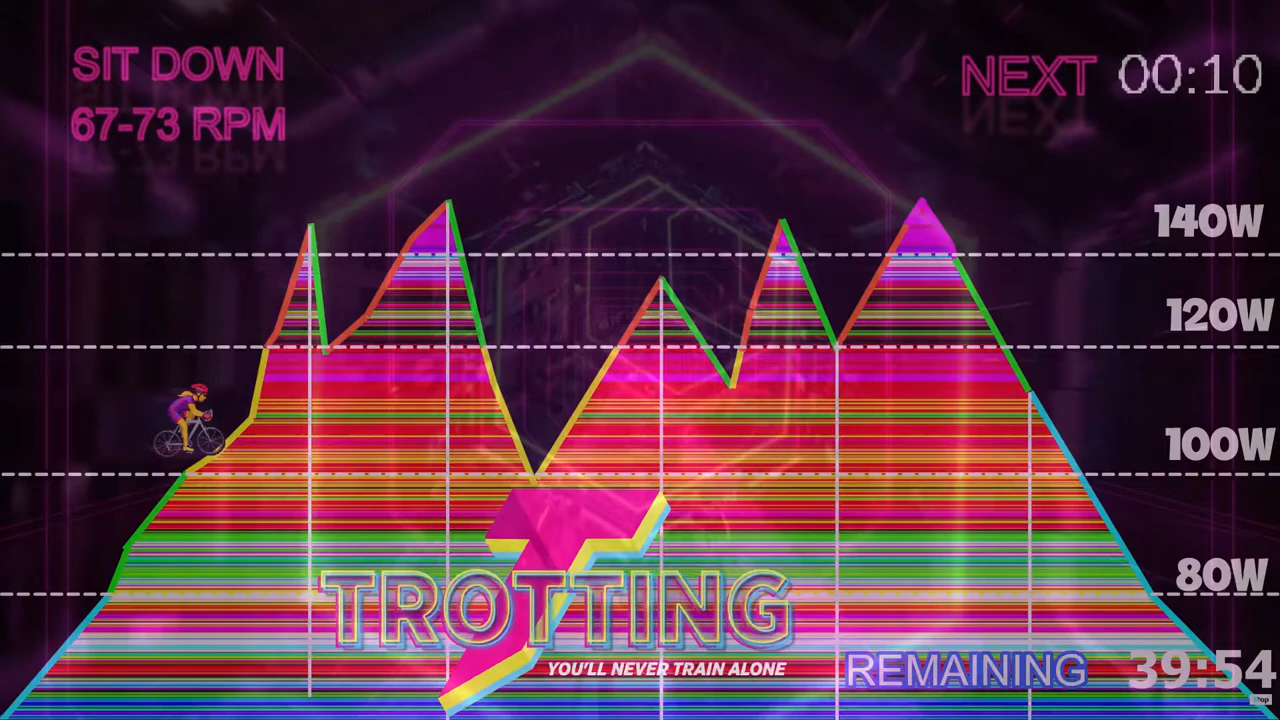 SIT DOWN
67-73 RPM
NEXT 00:10
140W
120W
100W
80W
TROTTING
YOU'LL NEVER TRAIN ALONE
REMAINING 39:54
Stop